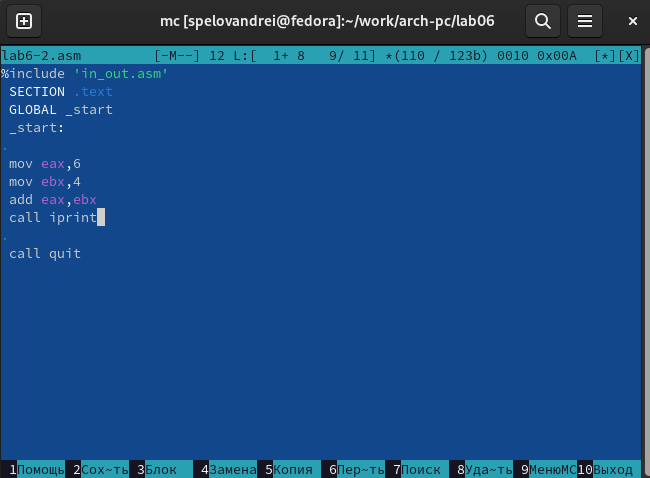 mc [spelovandrei@fedora]:~/work/arch-pc/lab06
lab6-2.asm [-M--] 12 L:[ 1+ 8 9/ 11] *(110 / 123b) 0010 0x00A [*][X]
%include 'in_out.asm'
SECTION .text
GLOBAL _start
_start:
.
mov eax,6
mov ebx,4
add eax,ebx
call iprint
.
call quit
1Помощь 2Сох~ть 3Блок 4Замена 5Копия 6Пер~ть 7Поиск 8Уда~ть 9МенюMC 10Выход